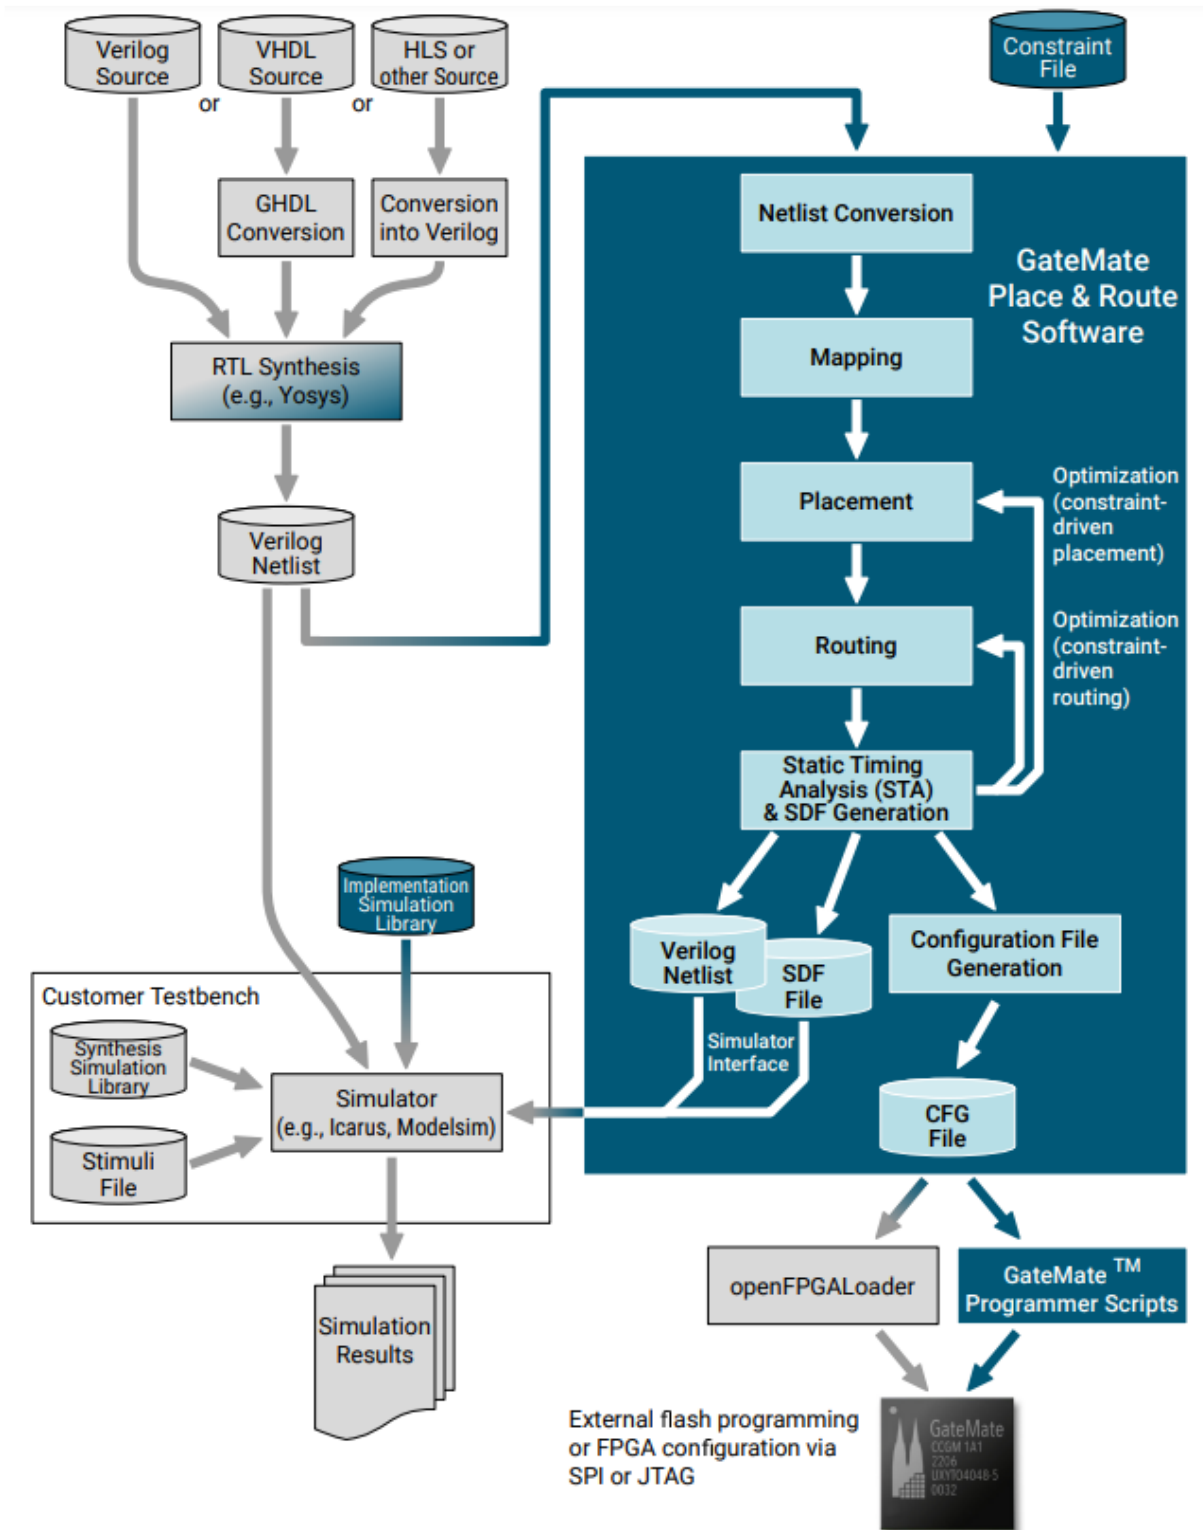 Verilog
Source
or
VHDL
Source
or
HLS or
other Source
Constraint
File
GHDL
Conversion
Conversion
into Verilog
RTL Synthesis
(e.g., Yosys)
Verilog
Netlist
GateMate
Place & Route
Software
Netlist Conversion
Mapping
Placement
Optimization
(constraint-
driven
placement)
Routing
Optimization
(constraint-
driven
routing)
Static Timing
Analysis (STA)
& SDF Generation
Verilog
Netlist
SDF
File
Configuration File
Generation
Simulator
Interface
CFG
File
Implementation
Simulation
Library
Customer Testbench
Synthesis
Simulation
Library
Stimuli
File
Simulator
(e.g., Icarus, Modelsim)
Simulation
Results
openFPGALoader
GateMate TM
Programmer Scripts
External flash programming
or FPGA configuration via
SPI or JTAG
GateMate
CCGM 1A1
2206
UXYTO4048-5
0032